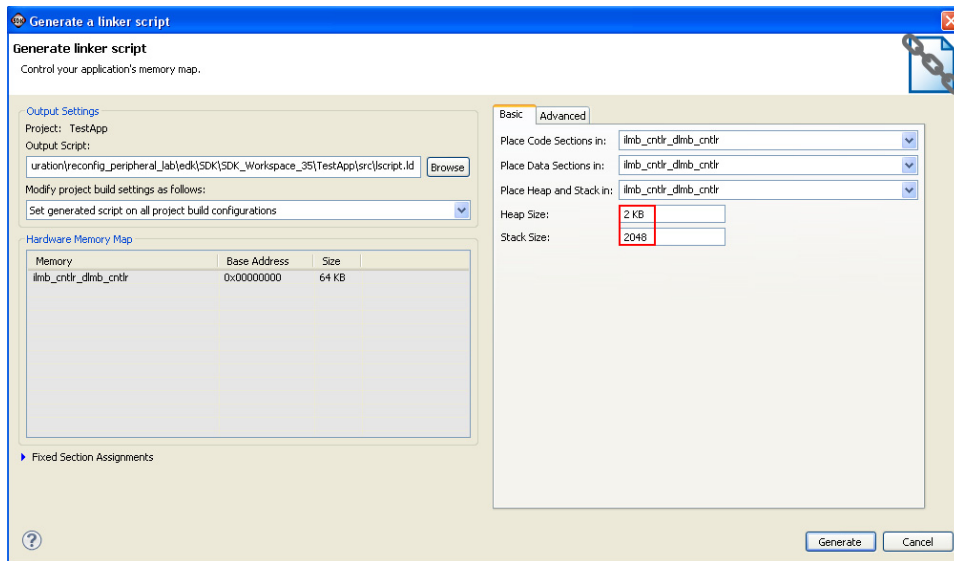 SDK Generate a linker script
Generate linker script
Control your application's memory map.
Output Settings
Project: TestApp
Output Script:
uration\reconfig_peripheral_lab\edk\SDK\SDK_Workspace_35\TestApp\src\lscript.ld Browse
Modify project build settings as follows:
Set generated script on all project build configurations
Hardware Memory Map
Memory Base Address Size
ilmb_cntlr_dlmb_cntlr 0x00000000 64 KB
Fixed Section Assignments
Basic Advanced
Place Code Sections in: ilmb_cntlr_dlmb_cntlr
Place Data Sections in: ilmb_cntlr_dlmb_cntlr
Place Heap and Stack in: ilmb_cntlr_dlmb_cntlr
Heap Size: 2 KB
Stack Size: 2048
? Generate Cancel